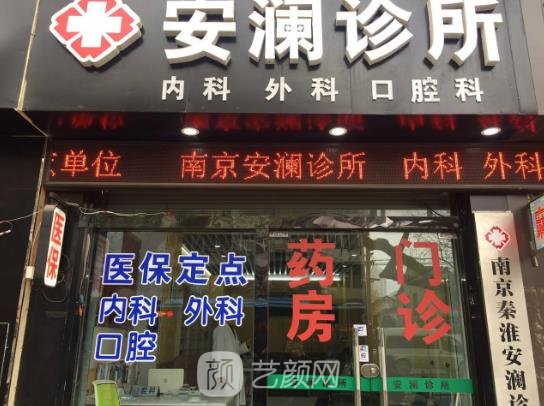 安澜诊所
内科 外科 口腔科
单位 南京安澜诊所 内科 外科
医保
医保定点
内科 外科
口腔
药房
门诊
南京秦淮安澜诊
安澜诊所
颜艺颜网